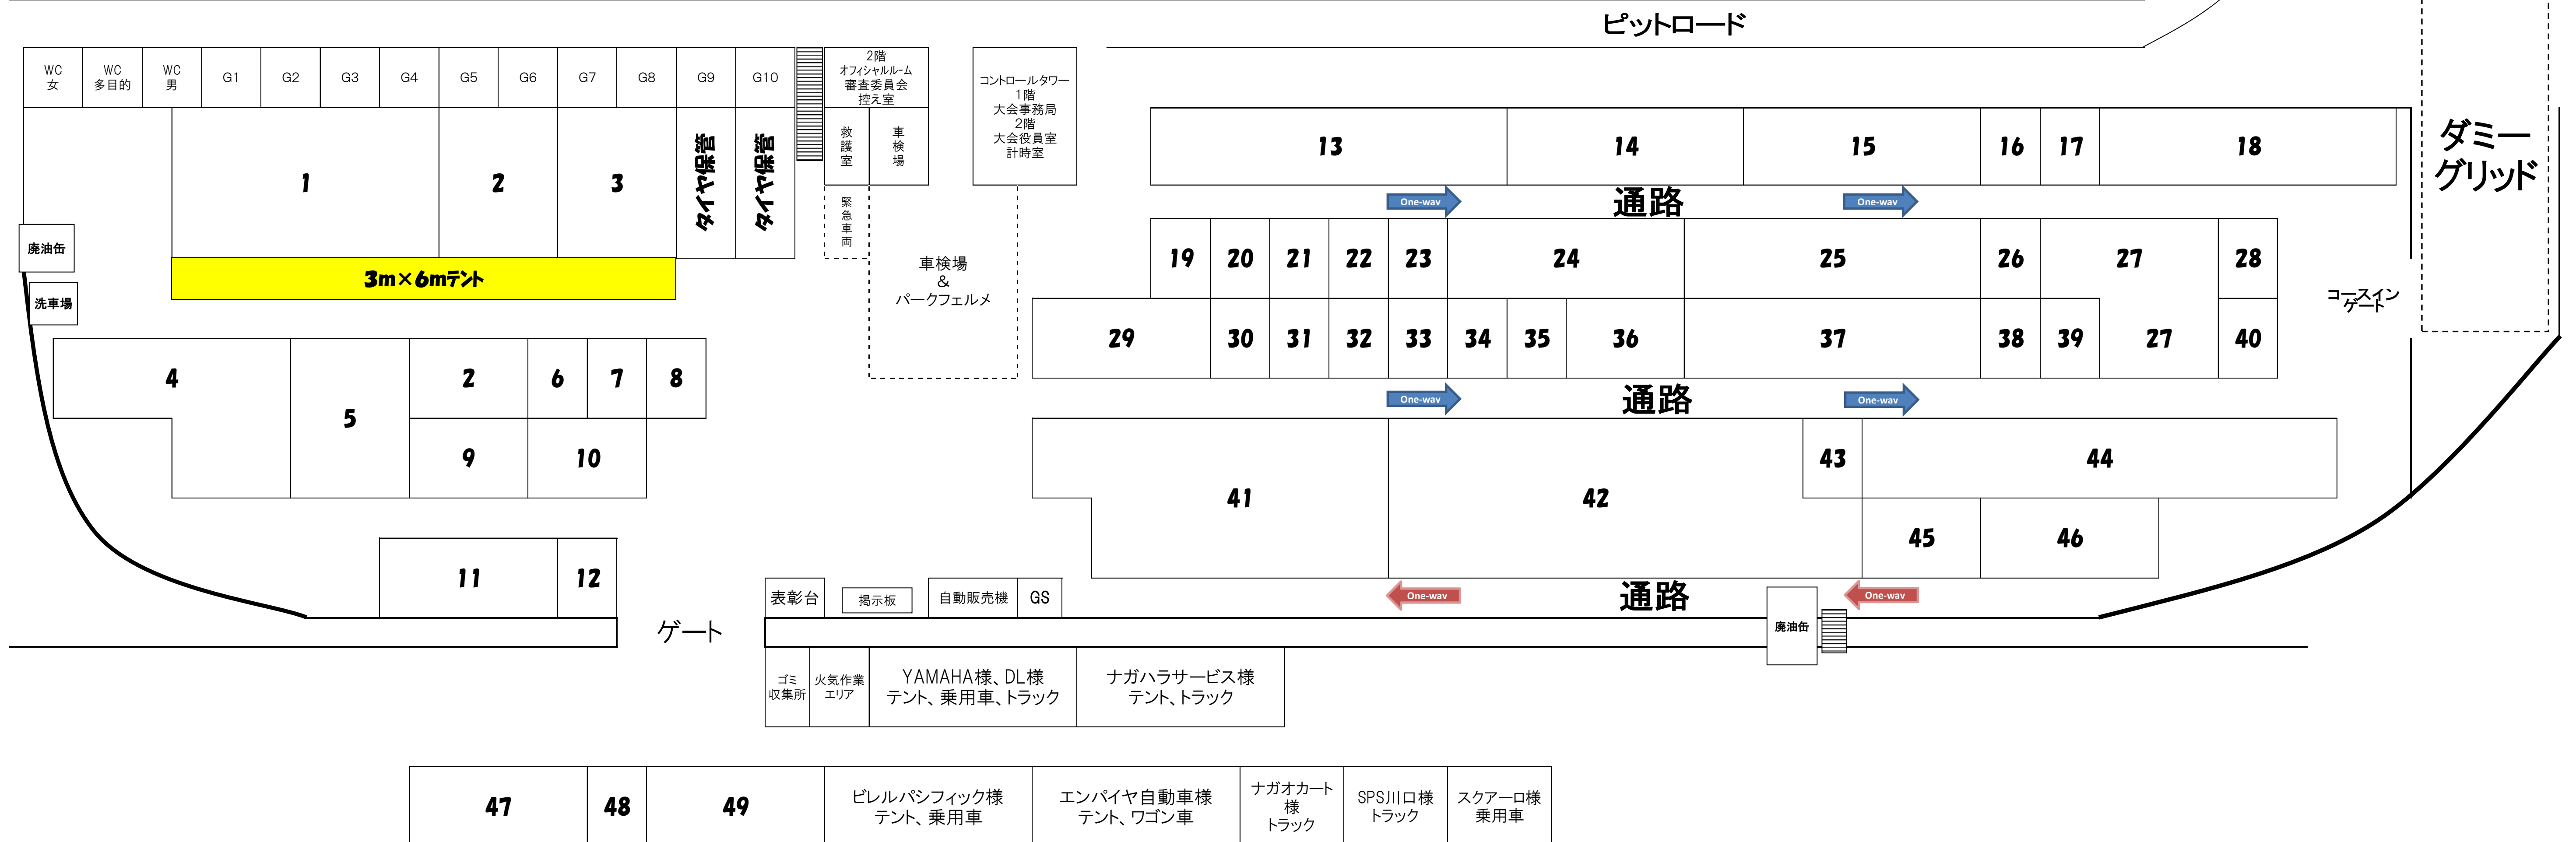 ピットロード
WC
女
WC
多目的
WC
男
G1
G2
G3
G4
G5
G6
G7
G8
G9
G10
2階
オフィシャルルーム
審査委員会
控え室
コントロールタワー
1階
大会事務局
2階
大会役員室
計時室
救護室
車検場
ダミー
グリッド
1
2
3
タイヤ保管
タイヤ保管
13
14
15
16
17
18
緊急車両
One-way
通路
One-way
廃油缶
3m×6mテント
洗車場
車検場
&
パークフェルメ
19
20
21
22
23
24
25
26
27
28
コースイン
ゲート
29
30
31
32
33
34
35
36
37
38
39
27
40
4
5
2
6
7
8
9
10
One-way
通路
One-way
41
42
43
44
45
46
11
12
表彰台
掲示板
自動販売機
GS
One-way
通路
One-way
廃油缶
ゲート
ゴミ
収集所
火気作業
エリア
YAMAHA様、DL様
テント、乗用車、トラック
ナガハラサービス様
テント、トラック
47
48
49
ビレルパシフィック様
テント、乗用車
エンパイヤ自動車様
テント、ワゴン車
ナガオカート
様
トラック
SPS川口様
トラック
スクアーロ様
乗用車